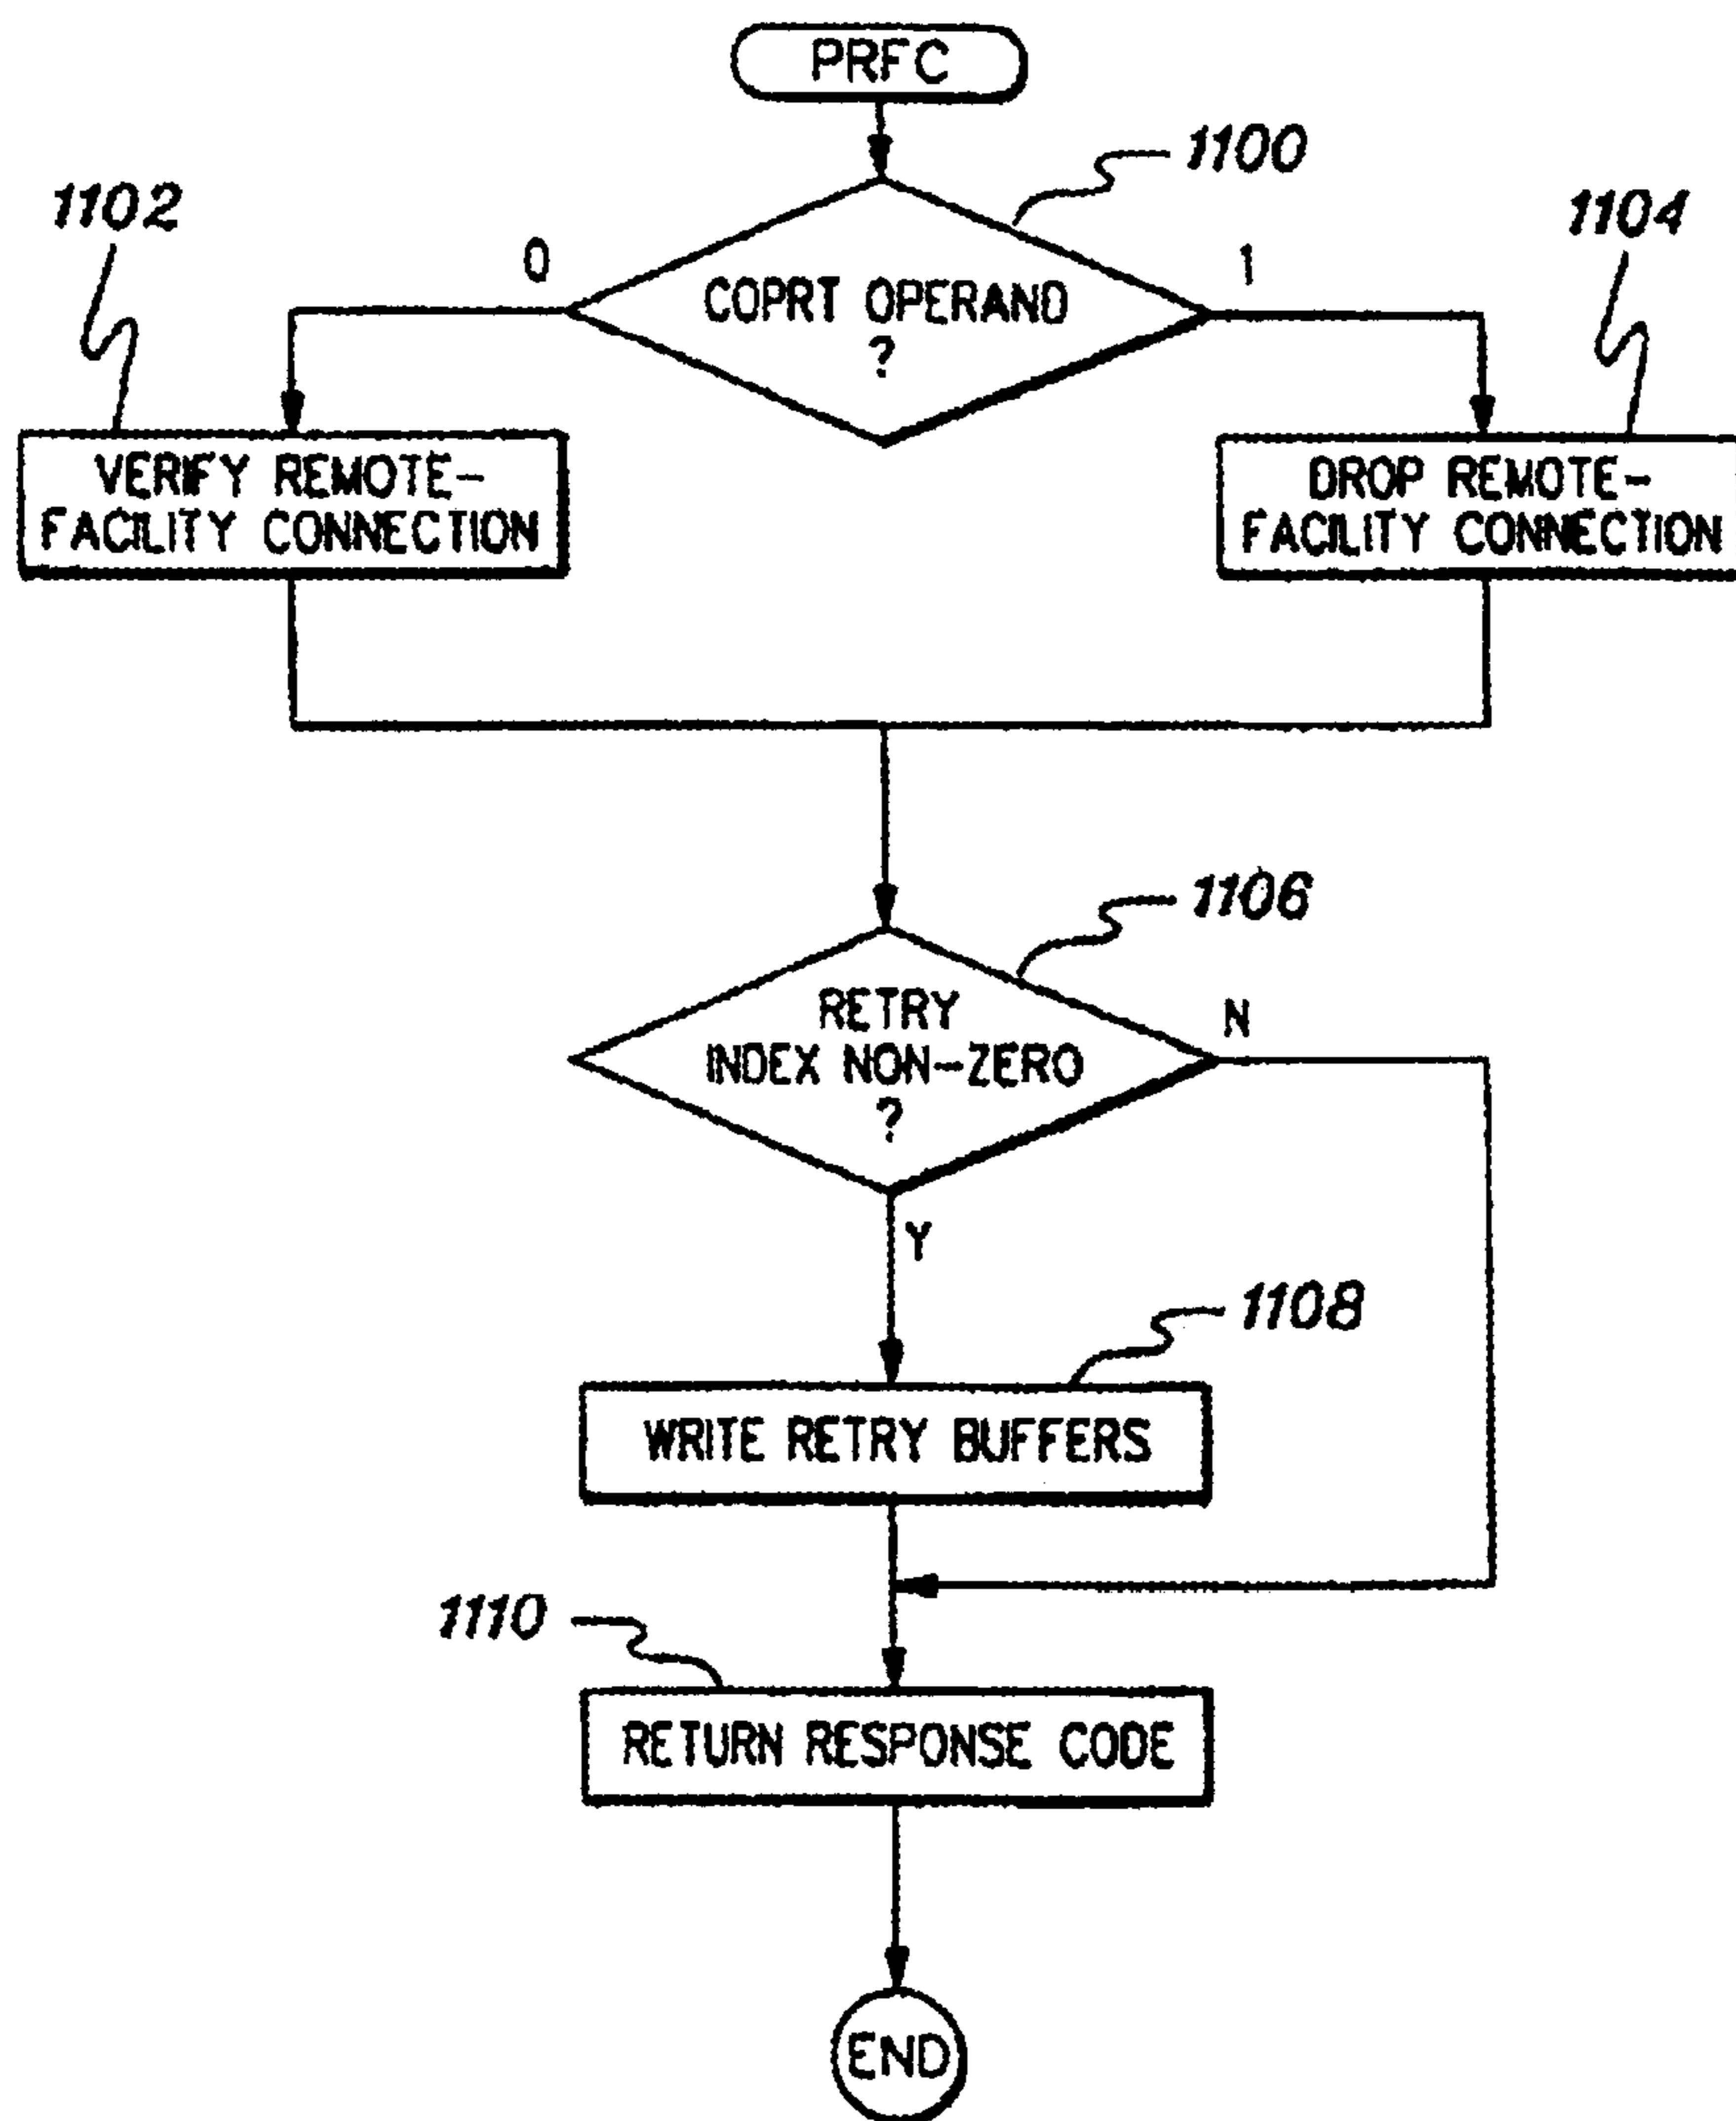 PRFC
1100
1102
1104
0
1
COPRT OPERAND
?
VERIFY REMOTE-
FACILITY CONNECTION
DROP REMOTE-
FACILITY CONNECTION
1106
RETRY
INDEX NON-ZERO
?
N
Y
1108
WRITE RETRY BUFFERS
1110
RETURN RESPONSE CODE
END